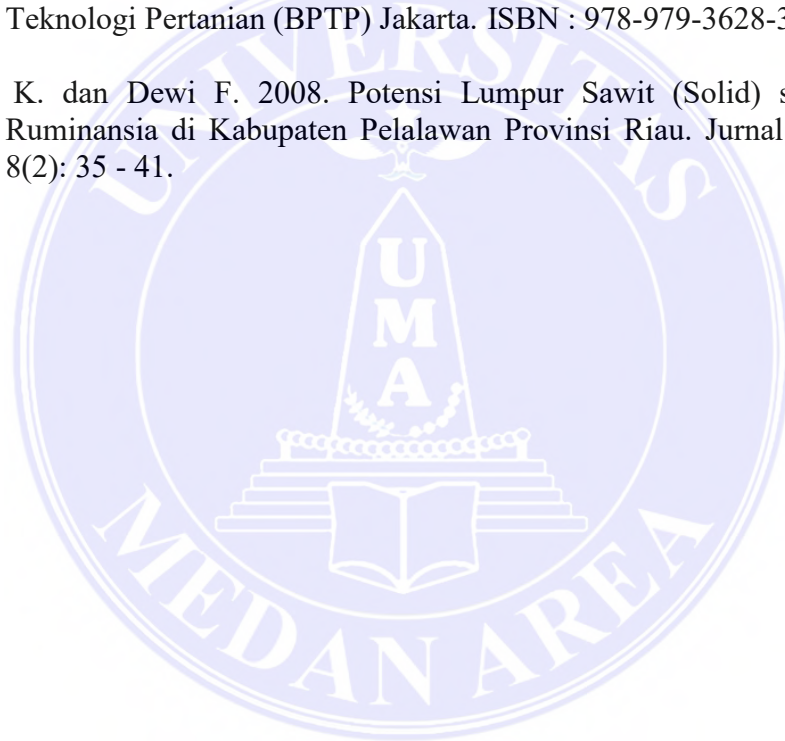 Teknologi Pertanian (BPTP) Jakarta. ISBN : 978-979-3628-3
K. dan Dewi F. 2008. Potensi Lumpur Sawit (Solid) s
Ruminansia di Kabupaten Pelalawan Provinsi Riau. Jurnal
8(2): 35 - 41.
UNIVERSITAS
UMA
MEDAN AREA